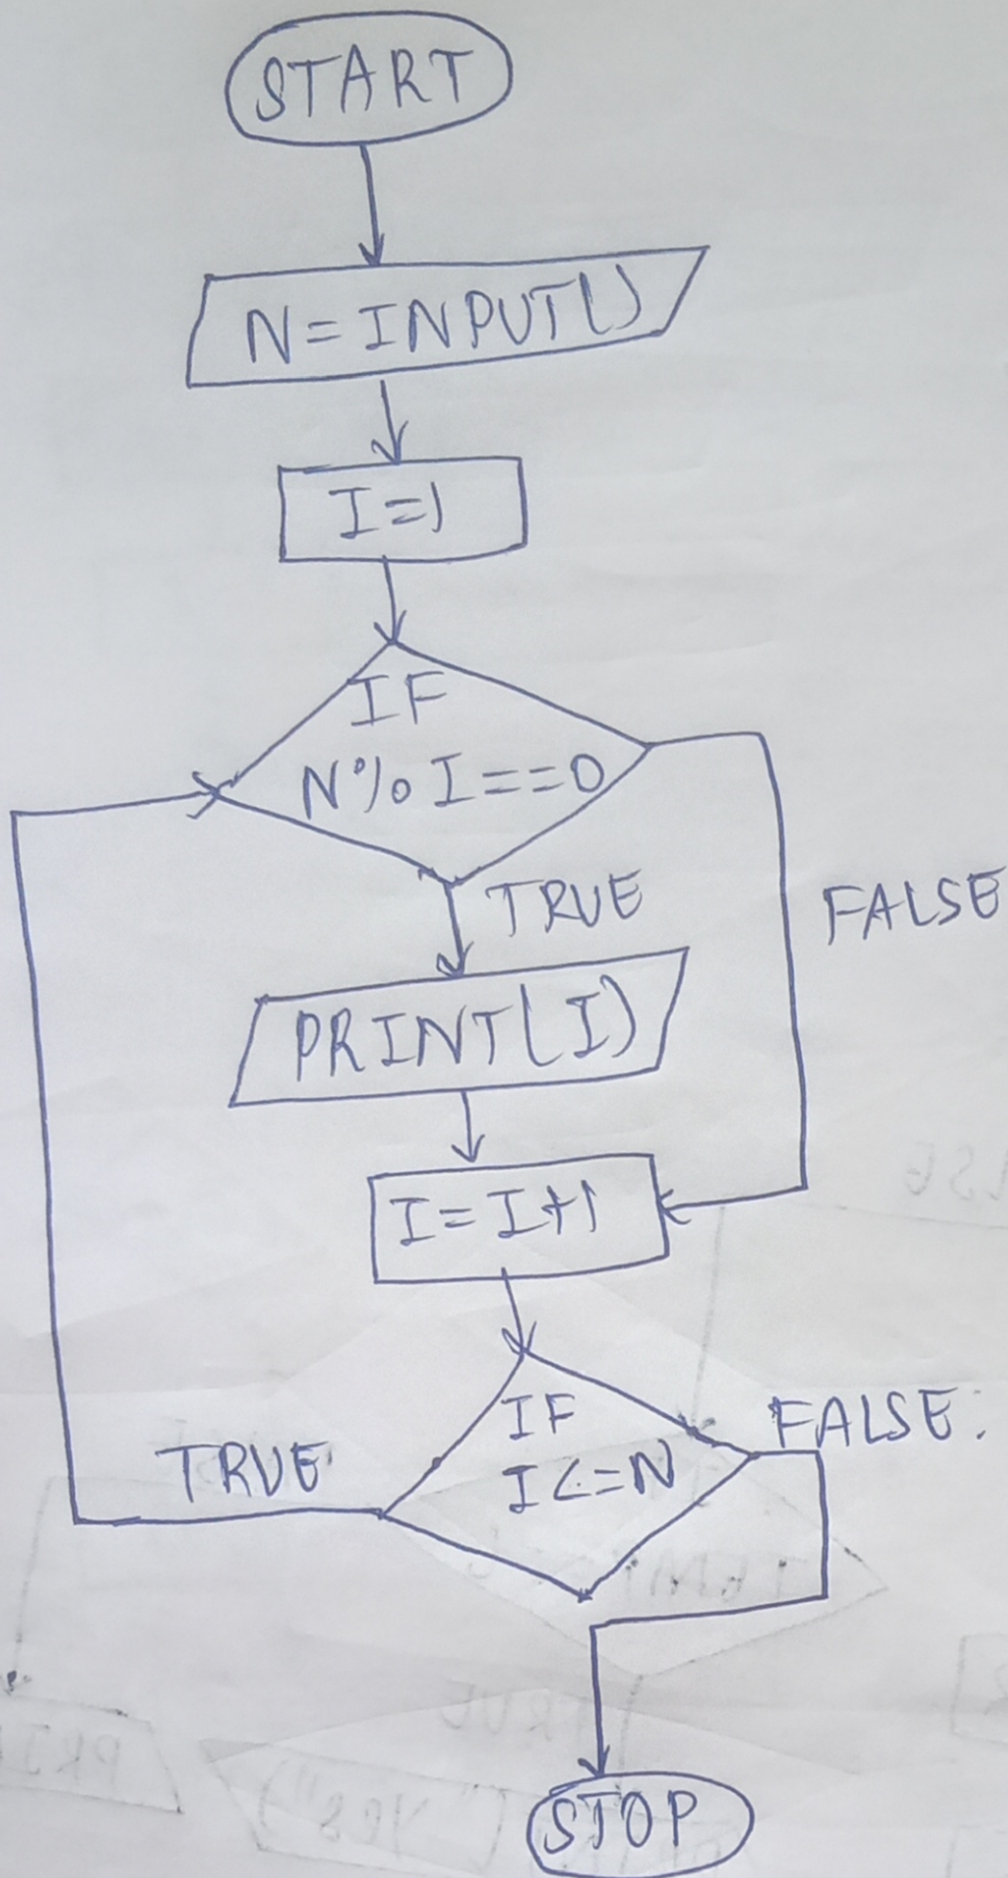 START
N=INPUT()
I=1
IF
N%I==0
TRUE
FALSE
PRINT(I)
I=I+1
IF
I<=N
TRUE
FALSE
STOP